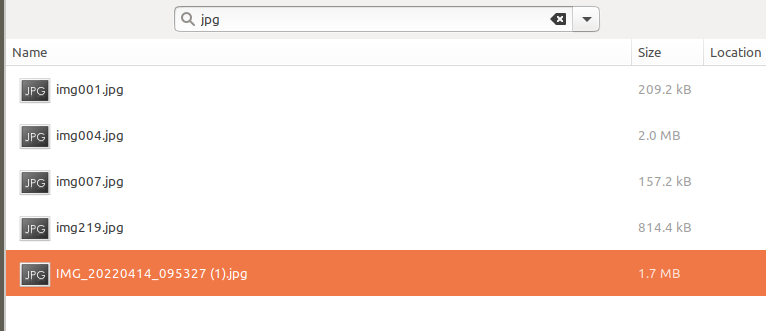 jpg
Name Size Location
JPG img001.jpg 209.2 kB
JPG img004.jpg 2.0 MB
JPG img007.jpg 157.2 kB
JPG img219.jpg 814.4 kB
JPG IMG_20220414_095327 (1).jpg 1.7 MB